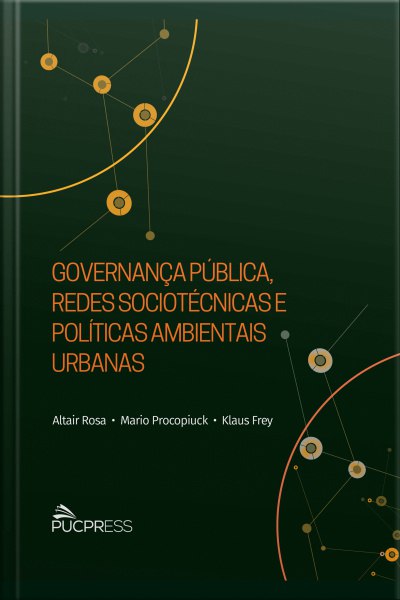 GOVERNANÇA PÚBLICA,
REDES SOCIOTÉCNICAS E
POLÍTICAS AMBIENTAIS
URBANAS
Altair Rosa • Mario Procopiuck • Klaus Frey
PUCPRESS